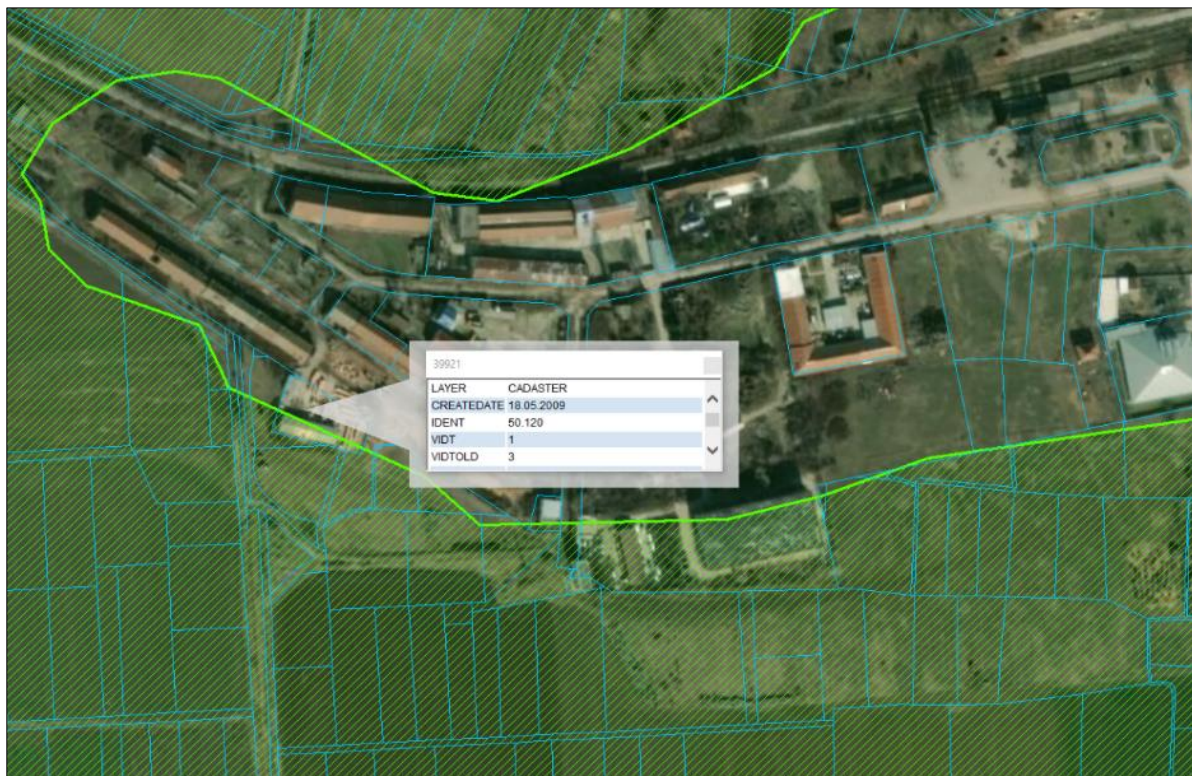 39921
LAYER CADASTER
CREATEDATE 18.05.2009
IDENT 50.120
VIDT 1
VIDTOLD 3